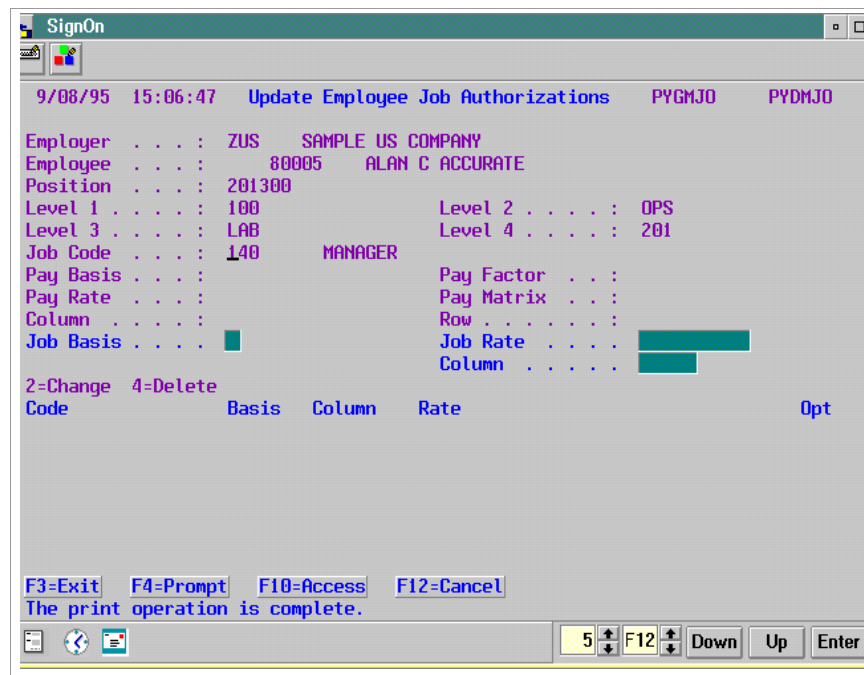 SignOn
9/08/95 15:06:47 Update Employee Job Authorizations PYGMJO PYDMJO
Employer . . . : ZUS SAMPLE US COMPANY
Employee . . . : 80005 ALAN C ACCURATE
Position . . . : 201300
Level 1 . . . . : 100 Level 2 . . . . : OPS
Level 3 . . . . : LAB Level 4 . . . . : 201
Job Code . . . : 140 MANAGER
Pay Basis . . . : Pay Factor . . :
Pay Rate . . . : Pay Matrix . . :
Column . . . . : Row . . . . . . :
Job Basis . . . . Job Rate . . . .
Column . . . . .
2=Change 4=Delete
Code Basis Column Rate Opt
F3=Exit F4=Prompt F10=Access F12=Cancel
The print operation is complete.
5 F12 Down Up Enter